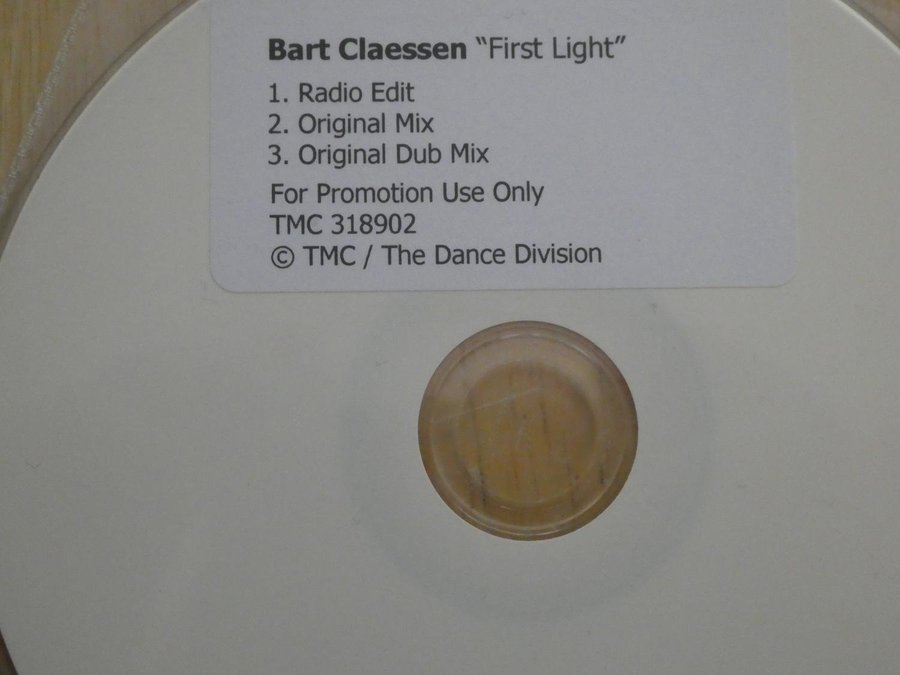 Bart Claessen “First Light”
1. Radio Edit
2. Original Mix
3. Original Dub Mix
For Promotion Use Only
TMC 318902
© TMC / The Dance Division